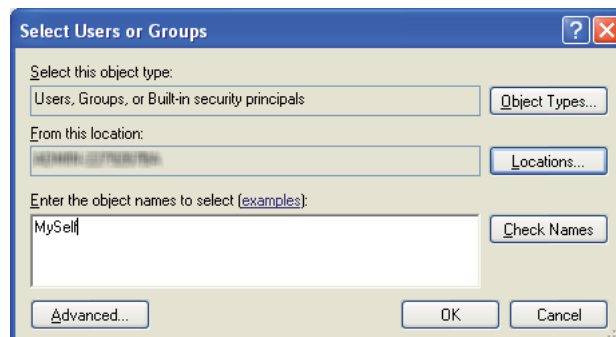 Select Users or Groups
Select this object type:
Users, Groups, or Built-in security principals
Object Types...
From this location:
Locations...
Enter the object names to select (examples):
MySelf
Check Names
Advanced...
OK
Cancel